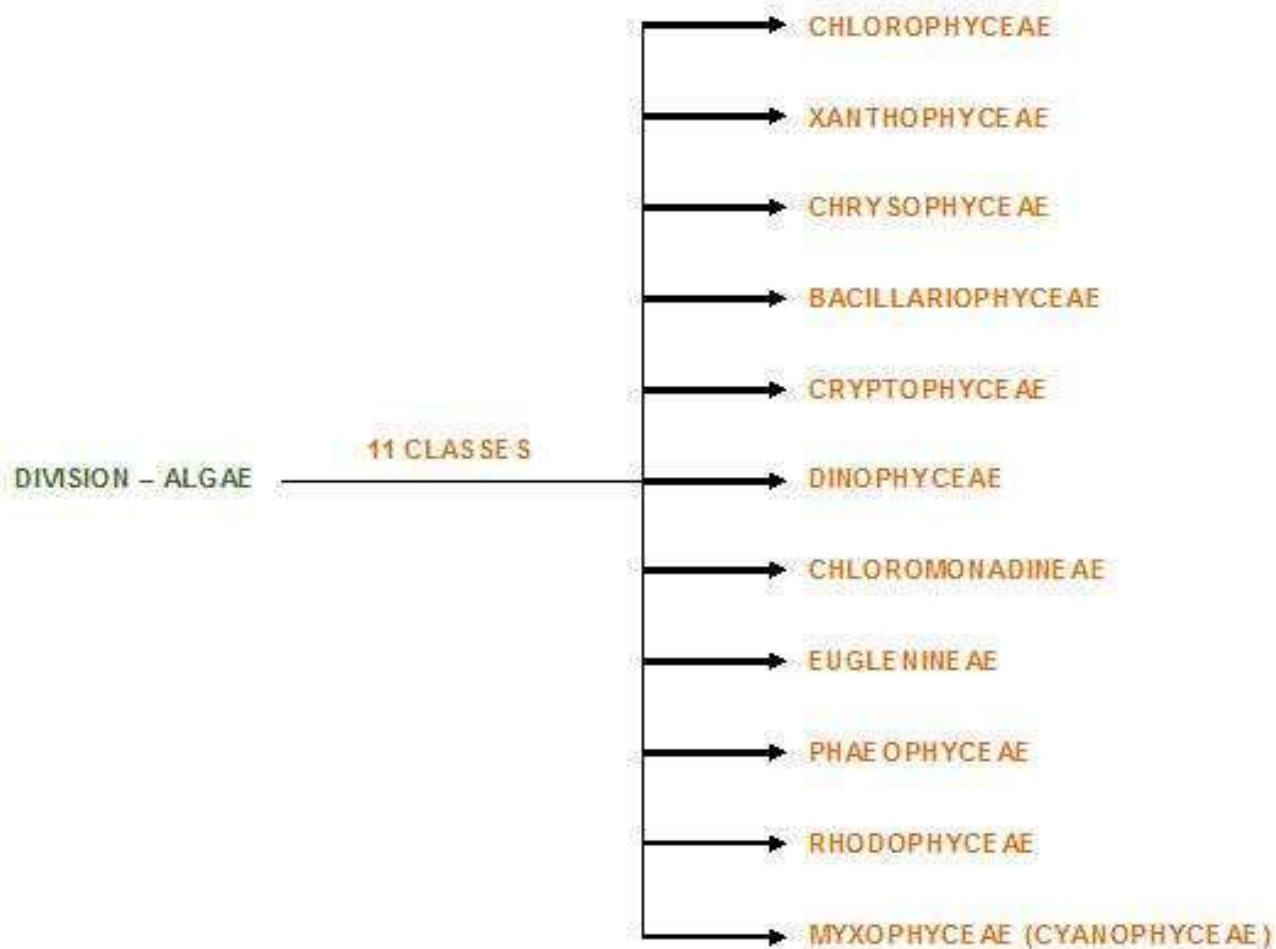 CHLOROPHYCEAE
XANTHOPHYCEAE
CHRYSOPHYCEAE
BACILLARIOPHYCEAE
CRYPTOPHYCEAE
11 CLASSES
DIVISION – ALGAE
DINOPHYCEAE
CHLOROMONADINEAE
EUGLENINEAE
PHAEOPHYCEAE
RHODOPHYCEAE
MYXOPHYCEAE (CYANOPHYCEAE)